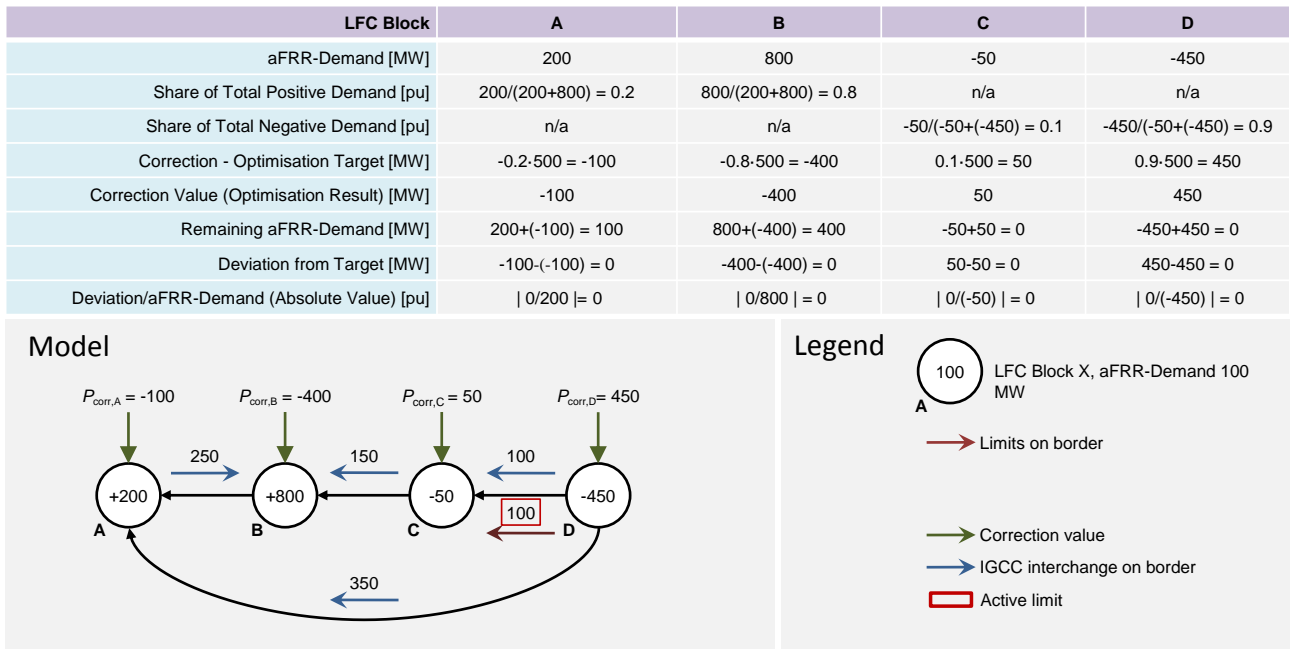 LFC Block A B C D
aFRR-Demand [MW] 200 800 -50 -450
Share of Total Positive Demand [pu] 200/(200+800) = 0.2 800/(200+800) = 0.8 n/a n/a
Share of Total Negative Demand [pu] n/a n/a -50/(-50+(-450) = 0.1 -450/(-50+(-450) = 0.9
Correction - Optimisation Target [MW] -0.2·500 = -100 -0.8·500 = -400 0.1·500 = 50 0.9·500 = 450
Correction Value (Optimisation Result) [MW] -100 -400 50 450
Remaining aFRR-Demand [MW] 200+(-100) = 100 800+(-400) = 400 -50+50 = 0 -450+450 = 0
Deviation from Target [MW] -100-(-100) = 0 -400-(-400) = 0 50-50 = 0 450-450 = 0
Deviation/aFRR-Demand (Absolute Value) [pu] | 0/200 |= 0 | 0/800 | = 0 | 0/(-50) | = 0 | 0/(-450) | = 0
Model
P corr,A = -100 P corr,B = -400 P corr,C = 50 P corr,D= 450
250 150 100
+200 +800 -50 -450
100
A B C D
350
Legend
100
LFC Block X, aFRR-Demand 100
MW
A
Limits on border
Correction value
IGCC interchange on border
Active limit